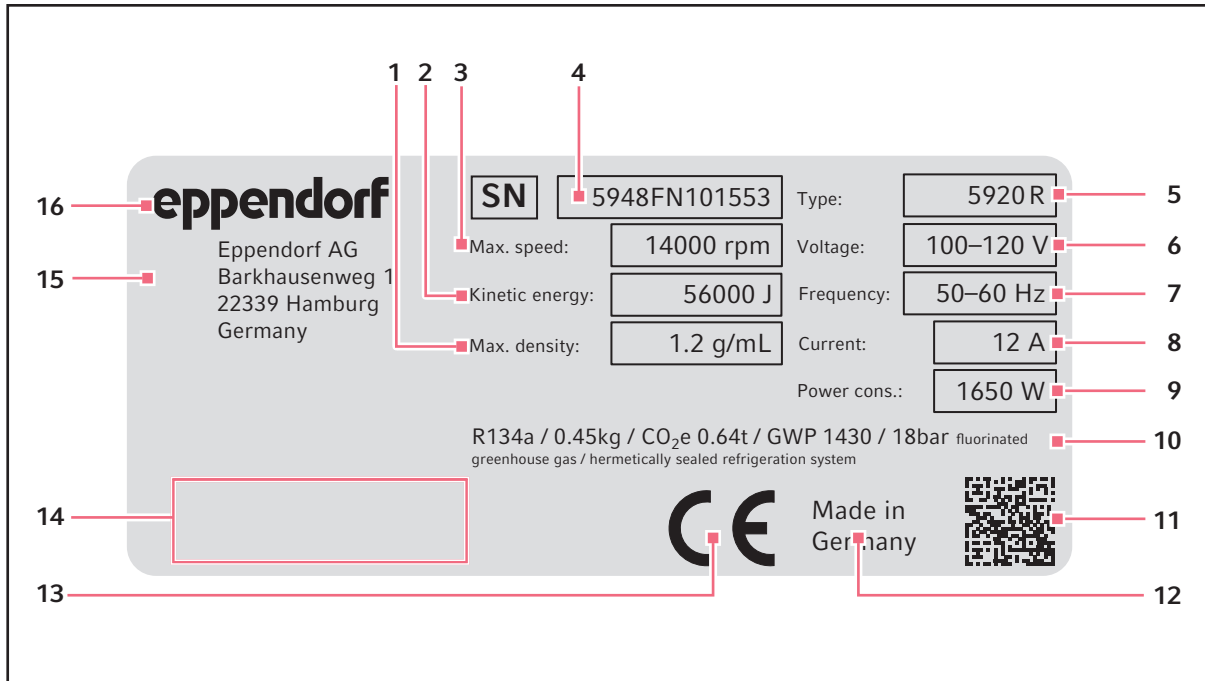 1 2 3 4
16 eppendorf SN 5948FN101553 Type: 5920 R 5
Eppendorf AG Max. speed: 14000 rpm Voltage: 100–120 V 6
15 Barkhausenweg 1
22339 Hamburg Kinetic energy: 56000 J Frequency: 50–60 Hz 7
Germany Max. density: 1.2 g/mL Current: 12 A 8
Power cons.: 1650 W 9
R134a / 0.45kg / CO₂e 0.64t / GWP 1430 / 18bar fluorinated 10
greenhouse gas / hermetically sealed refrigeration system
14 CE Made in 11
Germany
13 12